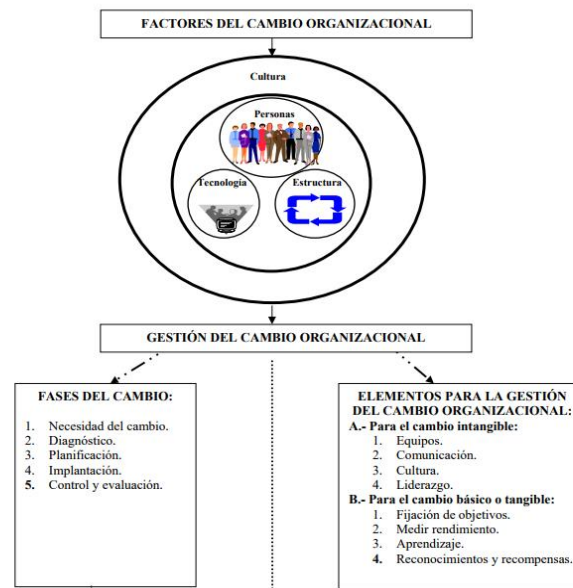 FACTORES DEL CAMBIO ORGANIZACIONAL
Cultura
Personas
Tecnología
Estructura
GESTIÓN DEL CAMBIO ORGANIZACIONAL
FASES DEL CAMBIO:
1. Necesidad del cambio.
2. Diagnóstico.
3. Planificación.
4. Implantación.
5. Control y evaluación.
ELEMENTOS PARA LA GESTIÓN
DEL CAMBIO ORGANIZACIONAL:
A.- Para el cambio intangible:
1. Equipos.
2. Comunicación.
3. Cultura.
4. Liderazgo.
B.- Para el cambio básico o tangible:
1. Fijación de objetivos.
2. Medir rendimiento.
3. Aprendizaje.
4. Reconocimientos y recompensas.